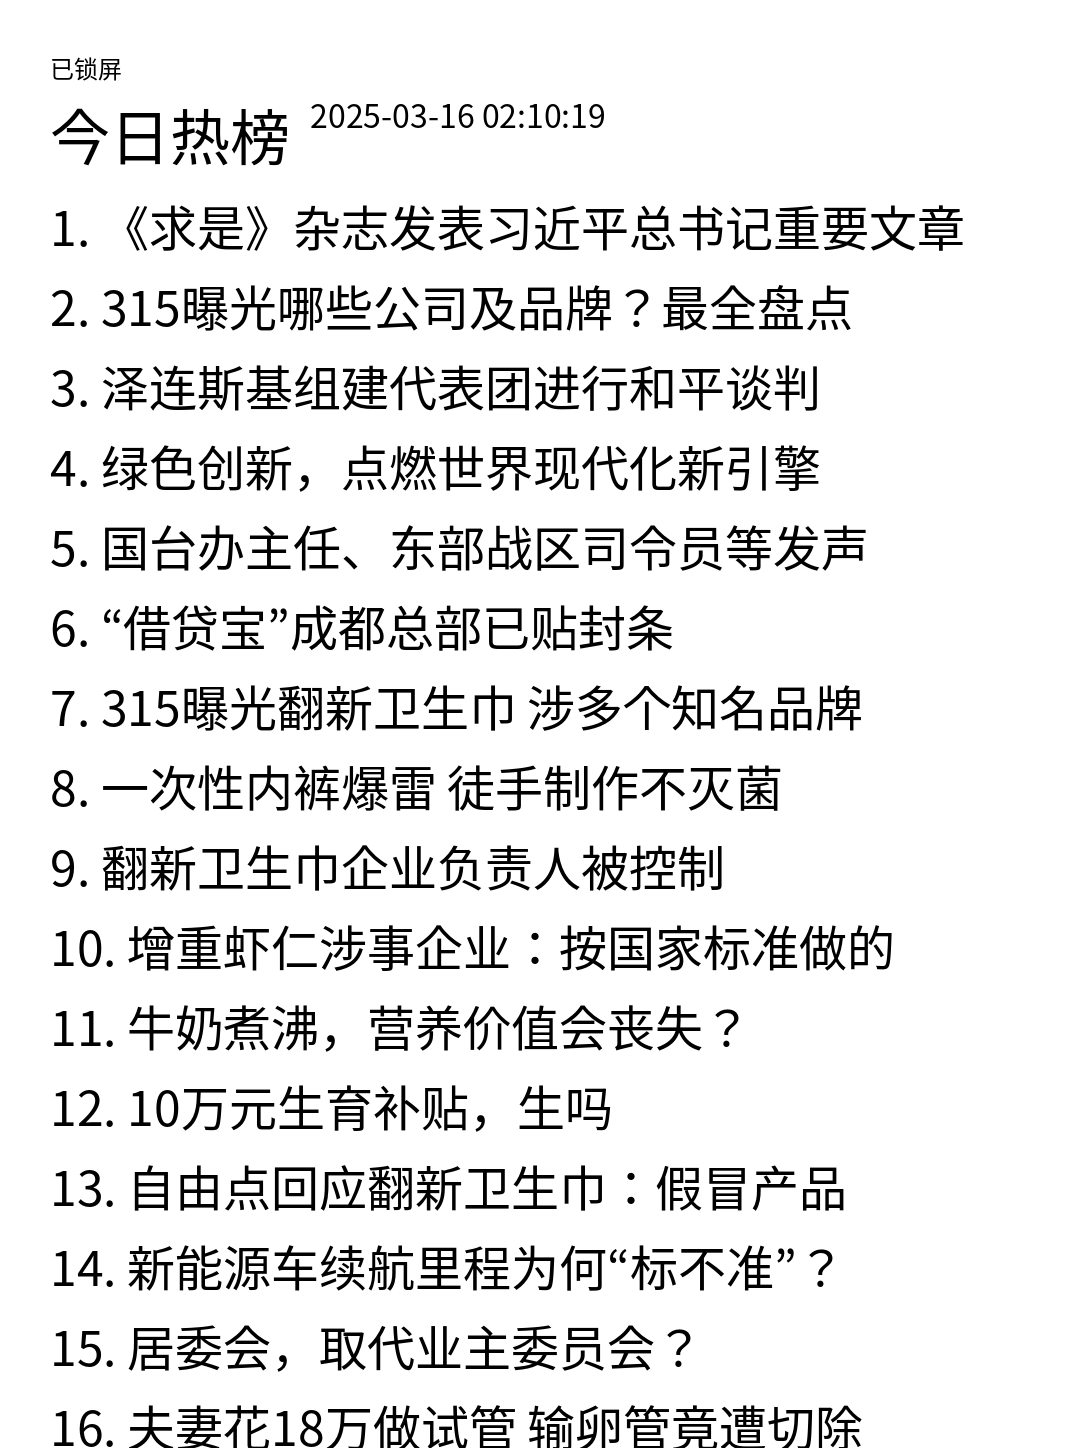 已锁屏
今日热榜 2025-03-16 02:10:19
1. 《求是》杂志发表习近平总书记重要文章
2. 315曝光哪些公司及品牌？最全盘点
3. 泽连斯基组建代表团进行和平谈判
4. 绿色创新，点燃世界现代化新引擎
5. 国台办主任、东部战区司令员等发声
6. “借贷宝”成都总部已贴封条
7. 315曝光翻新卫生巾 涉多个知名品牌
8. 一次性内裤爆雷 徒手制作不灭菌
9. 翻新卫生巾企业负责人被控制
10. 增重虾仁涉事企业：按国家标准做的
11. 牛奶煮沸，营养价值会丧失？
12. 10万元生育补贴，生吗
13. 自由点回应翻新卫生巾：假冒产品
14. 新能源车续航里程为何“标不准”？
15. 居委会，取代业主委员会？
16. 夫妻花18万做试管 输卵管竟遭切除